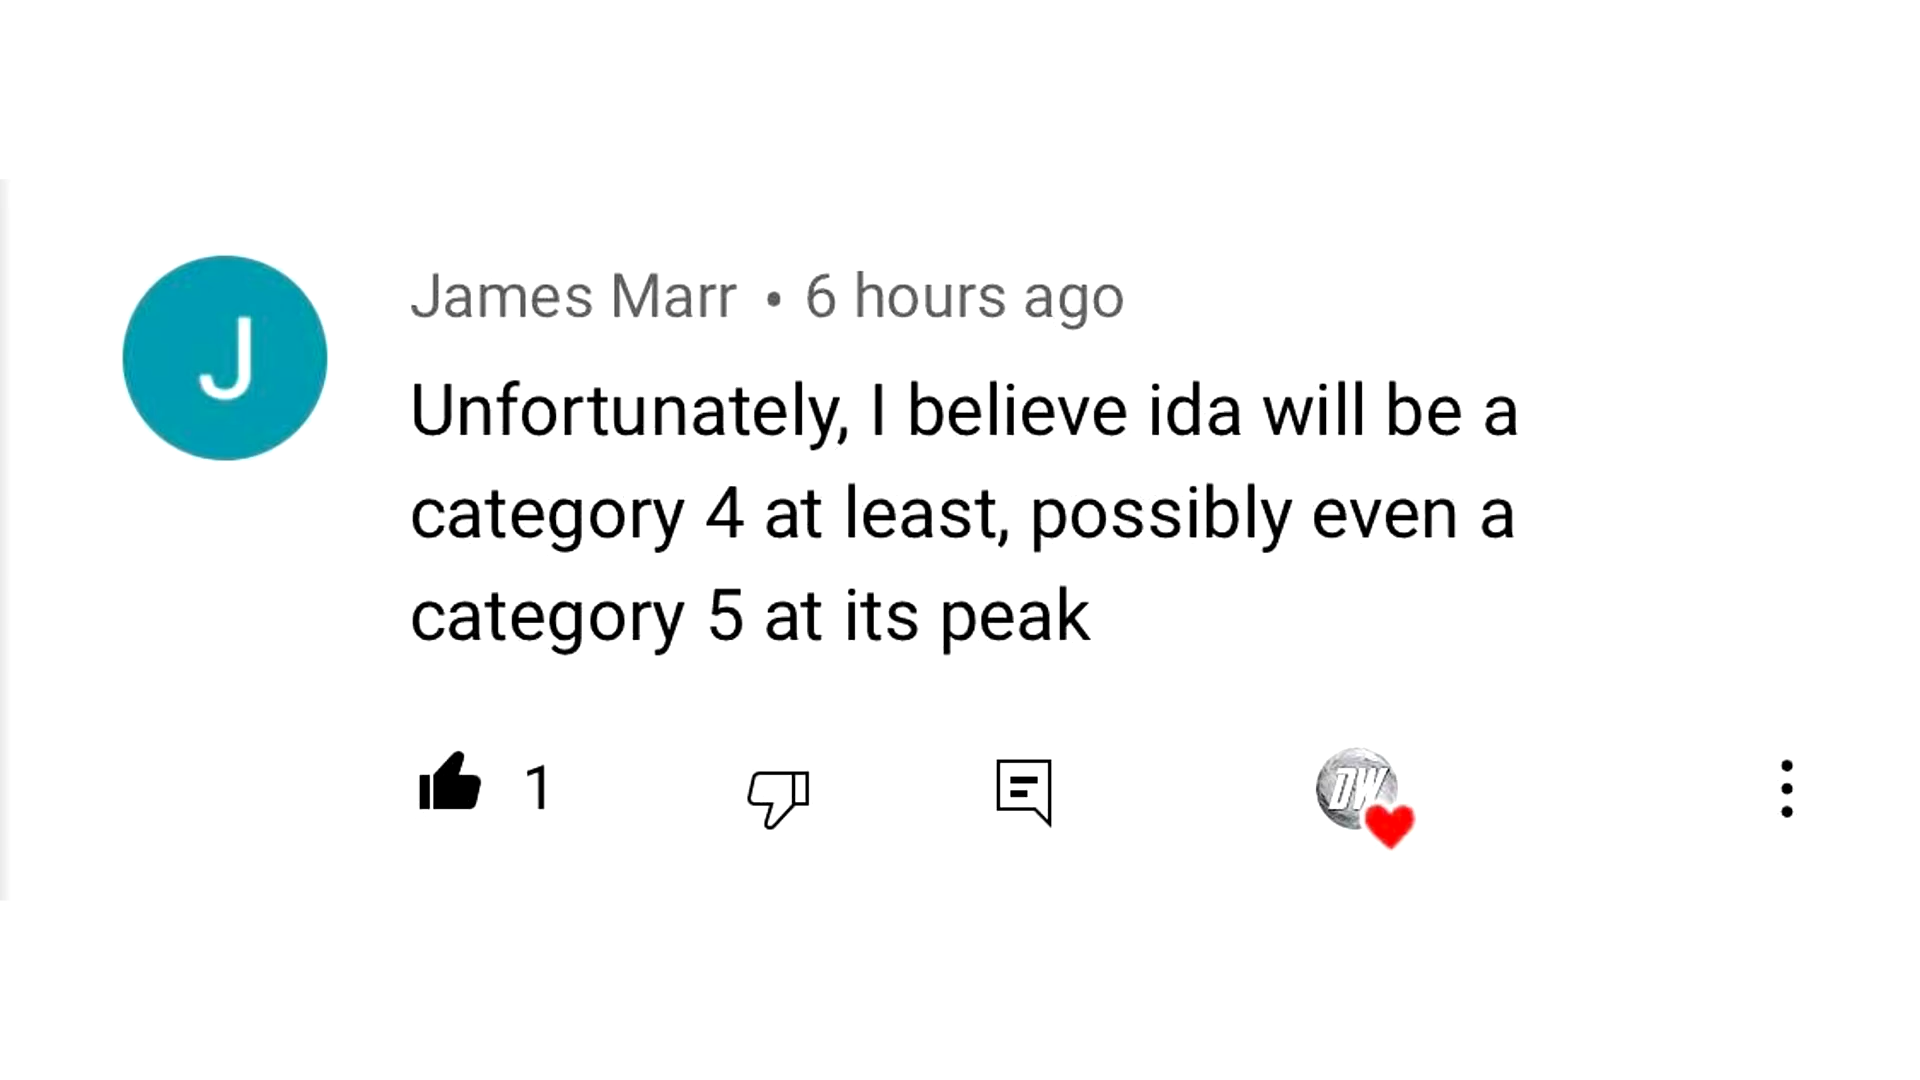 J
James Marr • 6 hours ago
Unfortunately, I believe ida will be a
category 4 at least, possibly even a
category 5 at its peak
1
DW